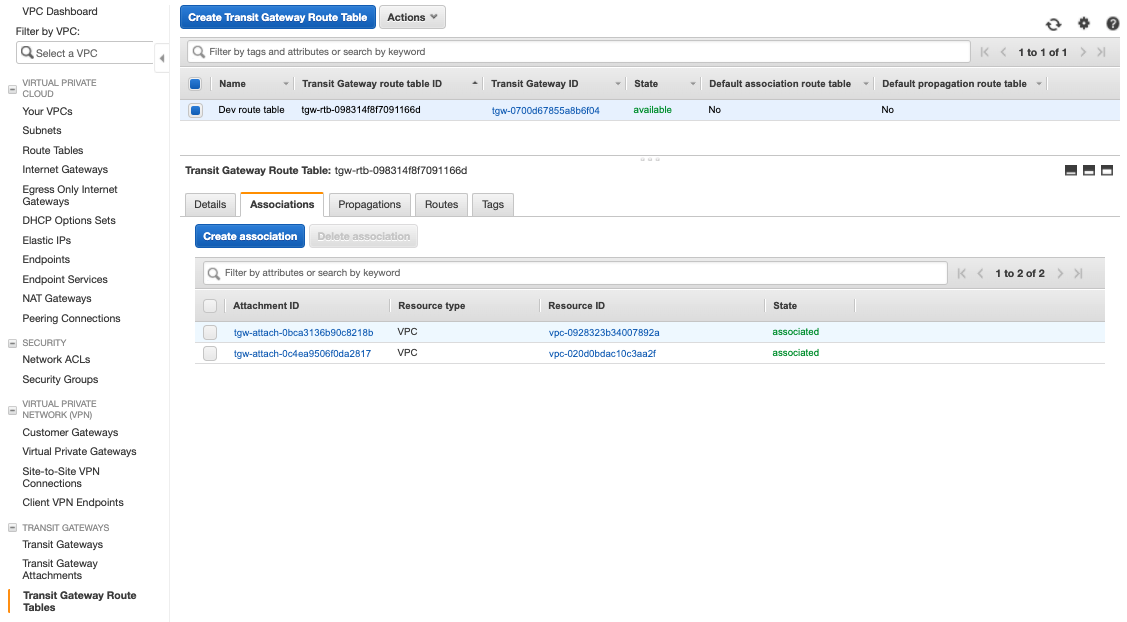 VPC Dashboard
Filter by VPC:
Select a VPC
VIRTUAL PRIVATE
CLOUD
Your VPCs
Subnets
Route Tables
Internet Gateways
Egress Only Internet
Gateways
DHCP Options Sets
Elastic IPs
Endpoints
Endpoint Services
NAT Gateways
Peering Connections
SECURITY
Network ACLs
Security Groups
VIRTUAL PRIVATE
NETWORK (VPN)
Customer Gateways
Virtual Private Gateways
Site-to-Site VPN
Connections
Client VPN Endpoints
TRANSIT GATEWAYS
Transit Gateways
Transit Gateway
Attachments
Transit Gateway Route
Tables
Create Transit Gateway Route Table Actions
Filter by tags and attributes or search by keyword 1 to 1 of 1
Name Transit Gateway route table ID Transit Gateway ID State Default association route table Default propagation route table
Dev route table tgw-rtb-098314f8f7091166d tgw-0700d67855a8b6f04 available No No
Transit Gateway Route Table: tgw-rtb-098314f8f7091166d
Details Associations Propagations Routes Tags
Create association Delete association
Filter by attributes or search by keyword 1 to 2 of 2
Attachment ID Resource type Resource ID State
tgw-attach-0bca3136b90c8218b VPC vpc-0928323b34007892a associated
tgw-attach-0c4ea9506f0da2817 VPC vpc-020d0bdac10c3aa2f associated